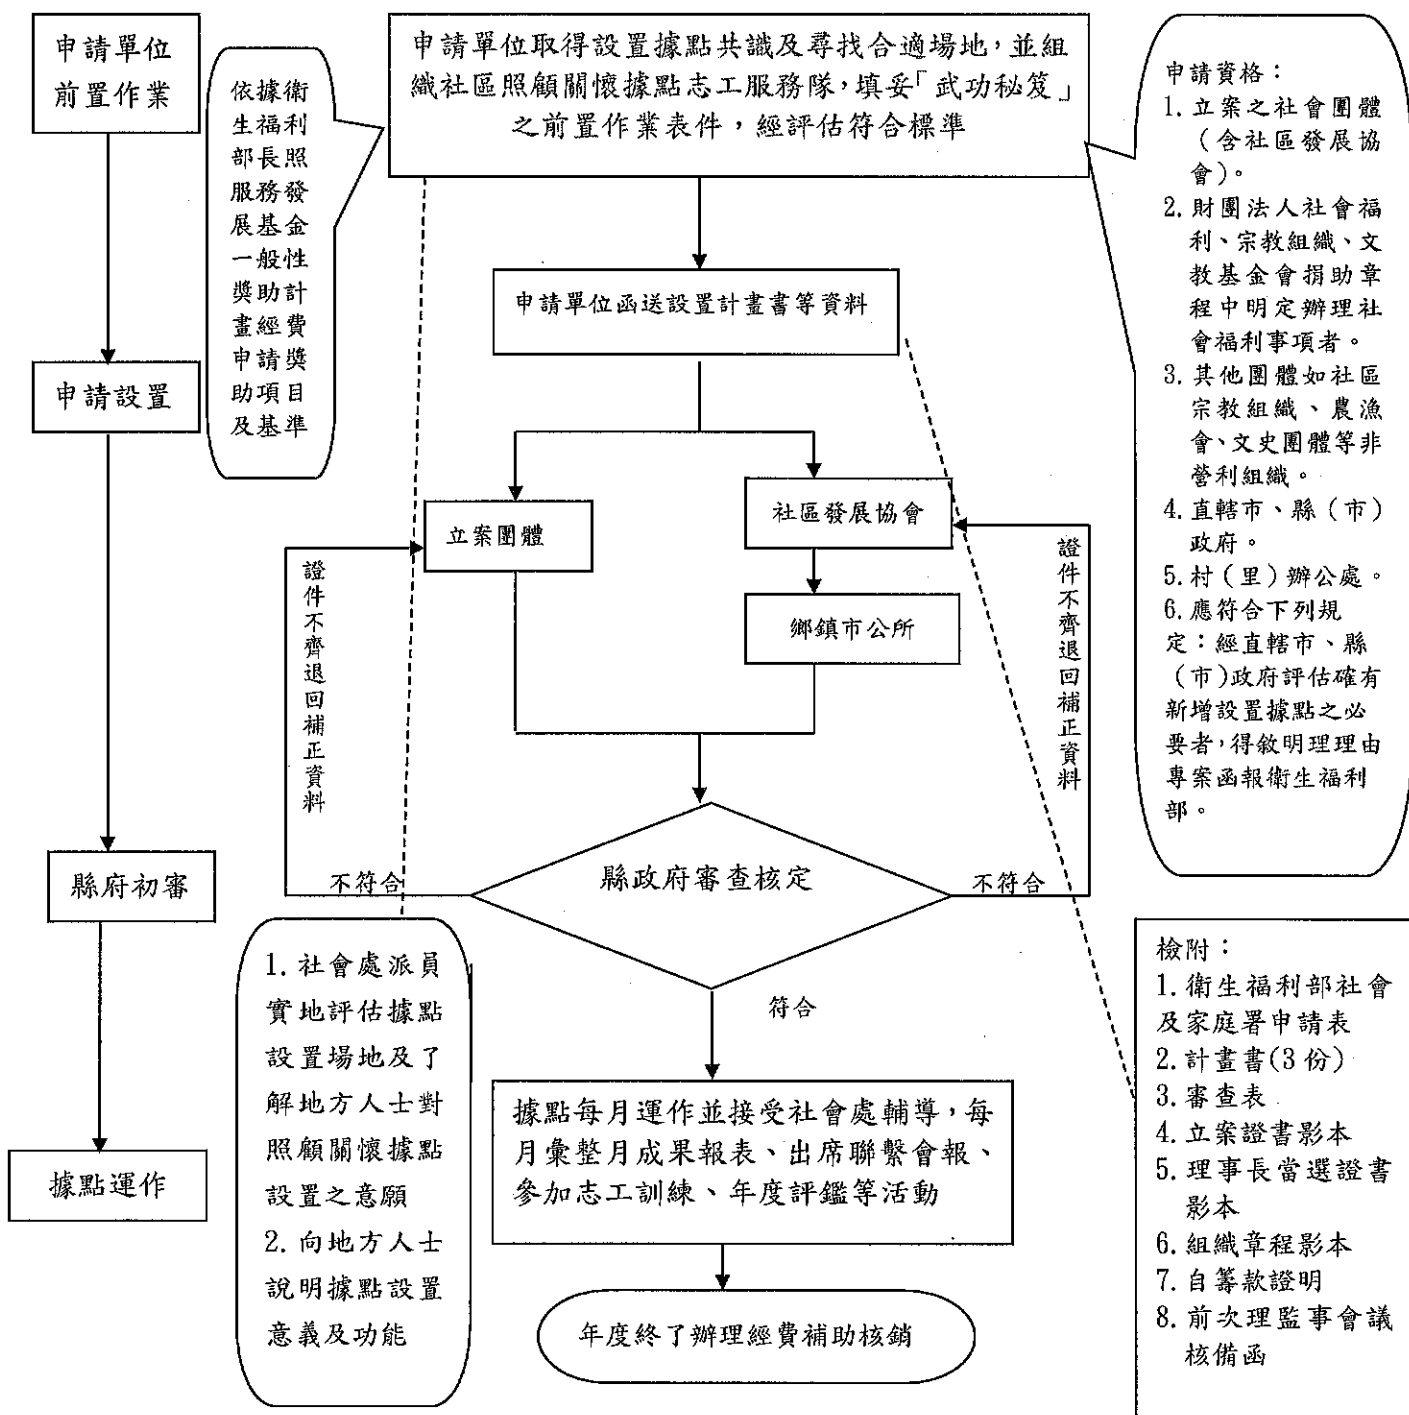 申請單位
前置作業
申請設置
縣府初審
據點運作
依據衛
生福利
部長照
服務發
展基金
一般性
獎助計
畫經費
申請獎
助項目
及基準
申請單位取得設置據點共識及尋找合適場地,並組
織社區照顧關懷據點志工服務隊,填妥「武功秘笈」
之前置作業表件,經評估符合標準
申請資格:
1. 立案之社會團體
(含社區發展協
會)。
2. 財團法人社會福
利、宗教組織、文
教基金會捐助章
程中明定辦理社
會福利事項者。
3. 其他團體如社區
宗教組織、農漁
會、文史團體等非
營利組織。
4. 直轄市、縣(市)
政府。
5. 村(里)辦公處。
6. 應符合下列規
定:經直轄市、縣
(市)政府評估確有
新增設置據點之必
要者,得敘明理理由
專案函報衛生福利
部。
申請單位函送設置計畫書等資料
立案團體
社區發展協會
鄉鎮市公所
證件不齊退回補正資料
證件不齊退回補正資料
不符合
縣政府審查核定
不符合
符合
1. 社會處派員
實地評估據點
設置場地及了
解地方人士對
照顧關懷據點
設置之意願
2. 向地方人士
說明據點設置
意義及功能
據點每月運作並接受社會處輔導,每
月彙整月成果報表、出席聯繫會報、
參加志工訓練、年度評鑑等活動
年度終了辦理經費補助核銷
檢附:
1. 衛生福利部社會
及家庭署申請表
2. 計畫書(3 份)
3. 審查表
4. 立案證書影本
5. 理事長當選證書
影本
6. 組織章程影本
7. 自籌款證明
8. 前次理監事會議
核備函